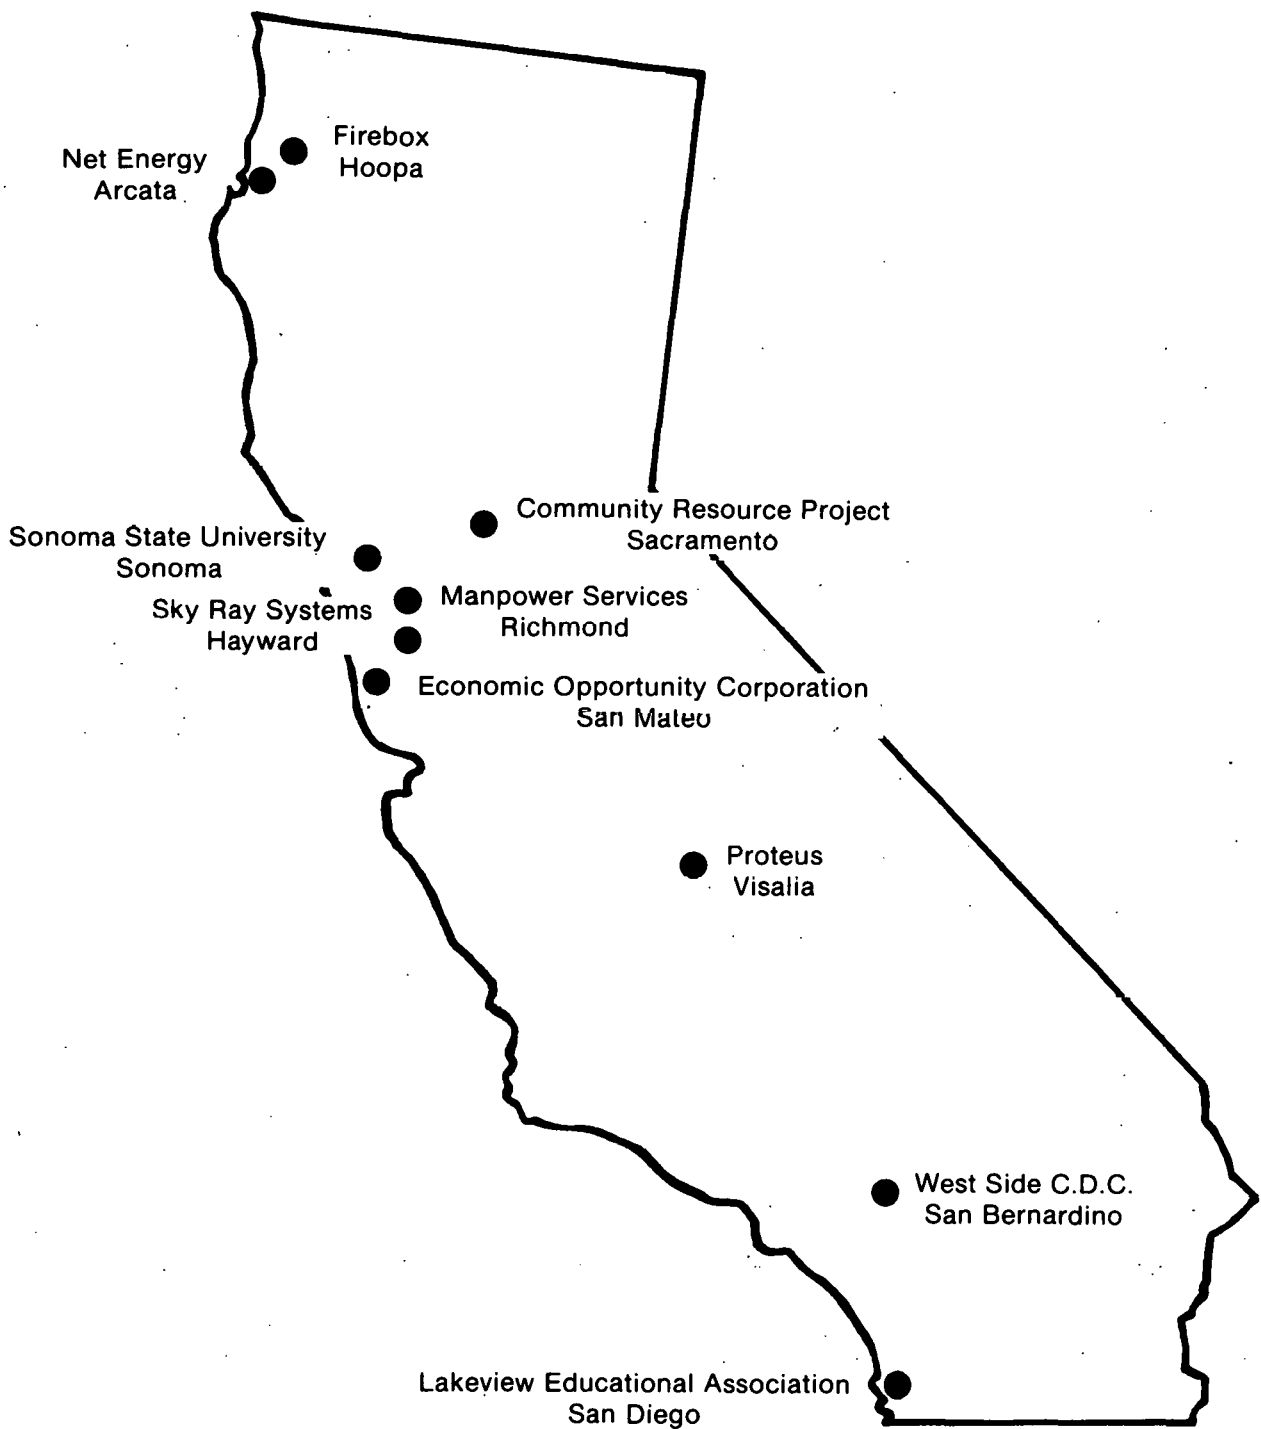 Firebox
Hoopa
Net Energy
Arcata
Community Resource Project
Sacramento
Sonoma State University
Sonoma
Manpower Services
Richmond
Sky Ray Systems
Hayward
Economic Opportunity Corporation
San Mateo
Proteus
Visalia
West Side C.D.C.
San Bernardino
Lakeview Educational Association
San Diego